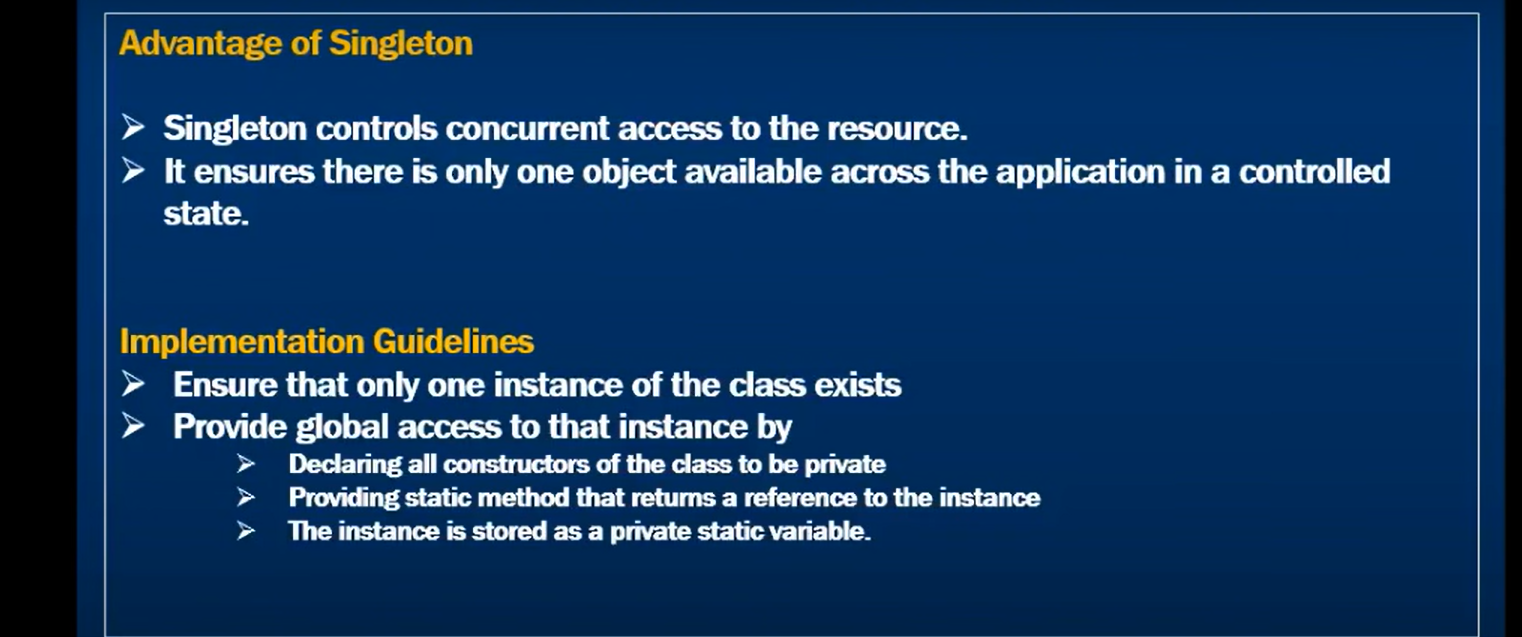 Advantage of Singleton
➢ Singleton controls concurrent access to the resource.
➢ It ensures there is only one object available across the application in a controlled
state.
Implementation Guidelines
➢ Ensure that only one instance of the class exists
➢ Provide global access to that instance by
➢ Declaring all constructors of the class to be private
➢ Providing static method that returns a reference to the instance
➢ The instance is stored as a private static variable.